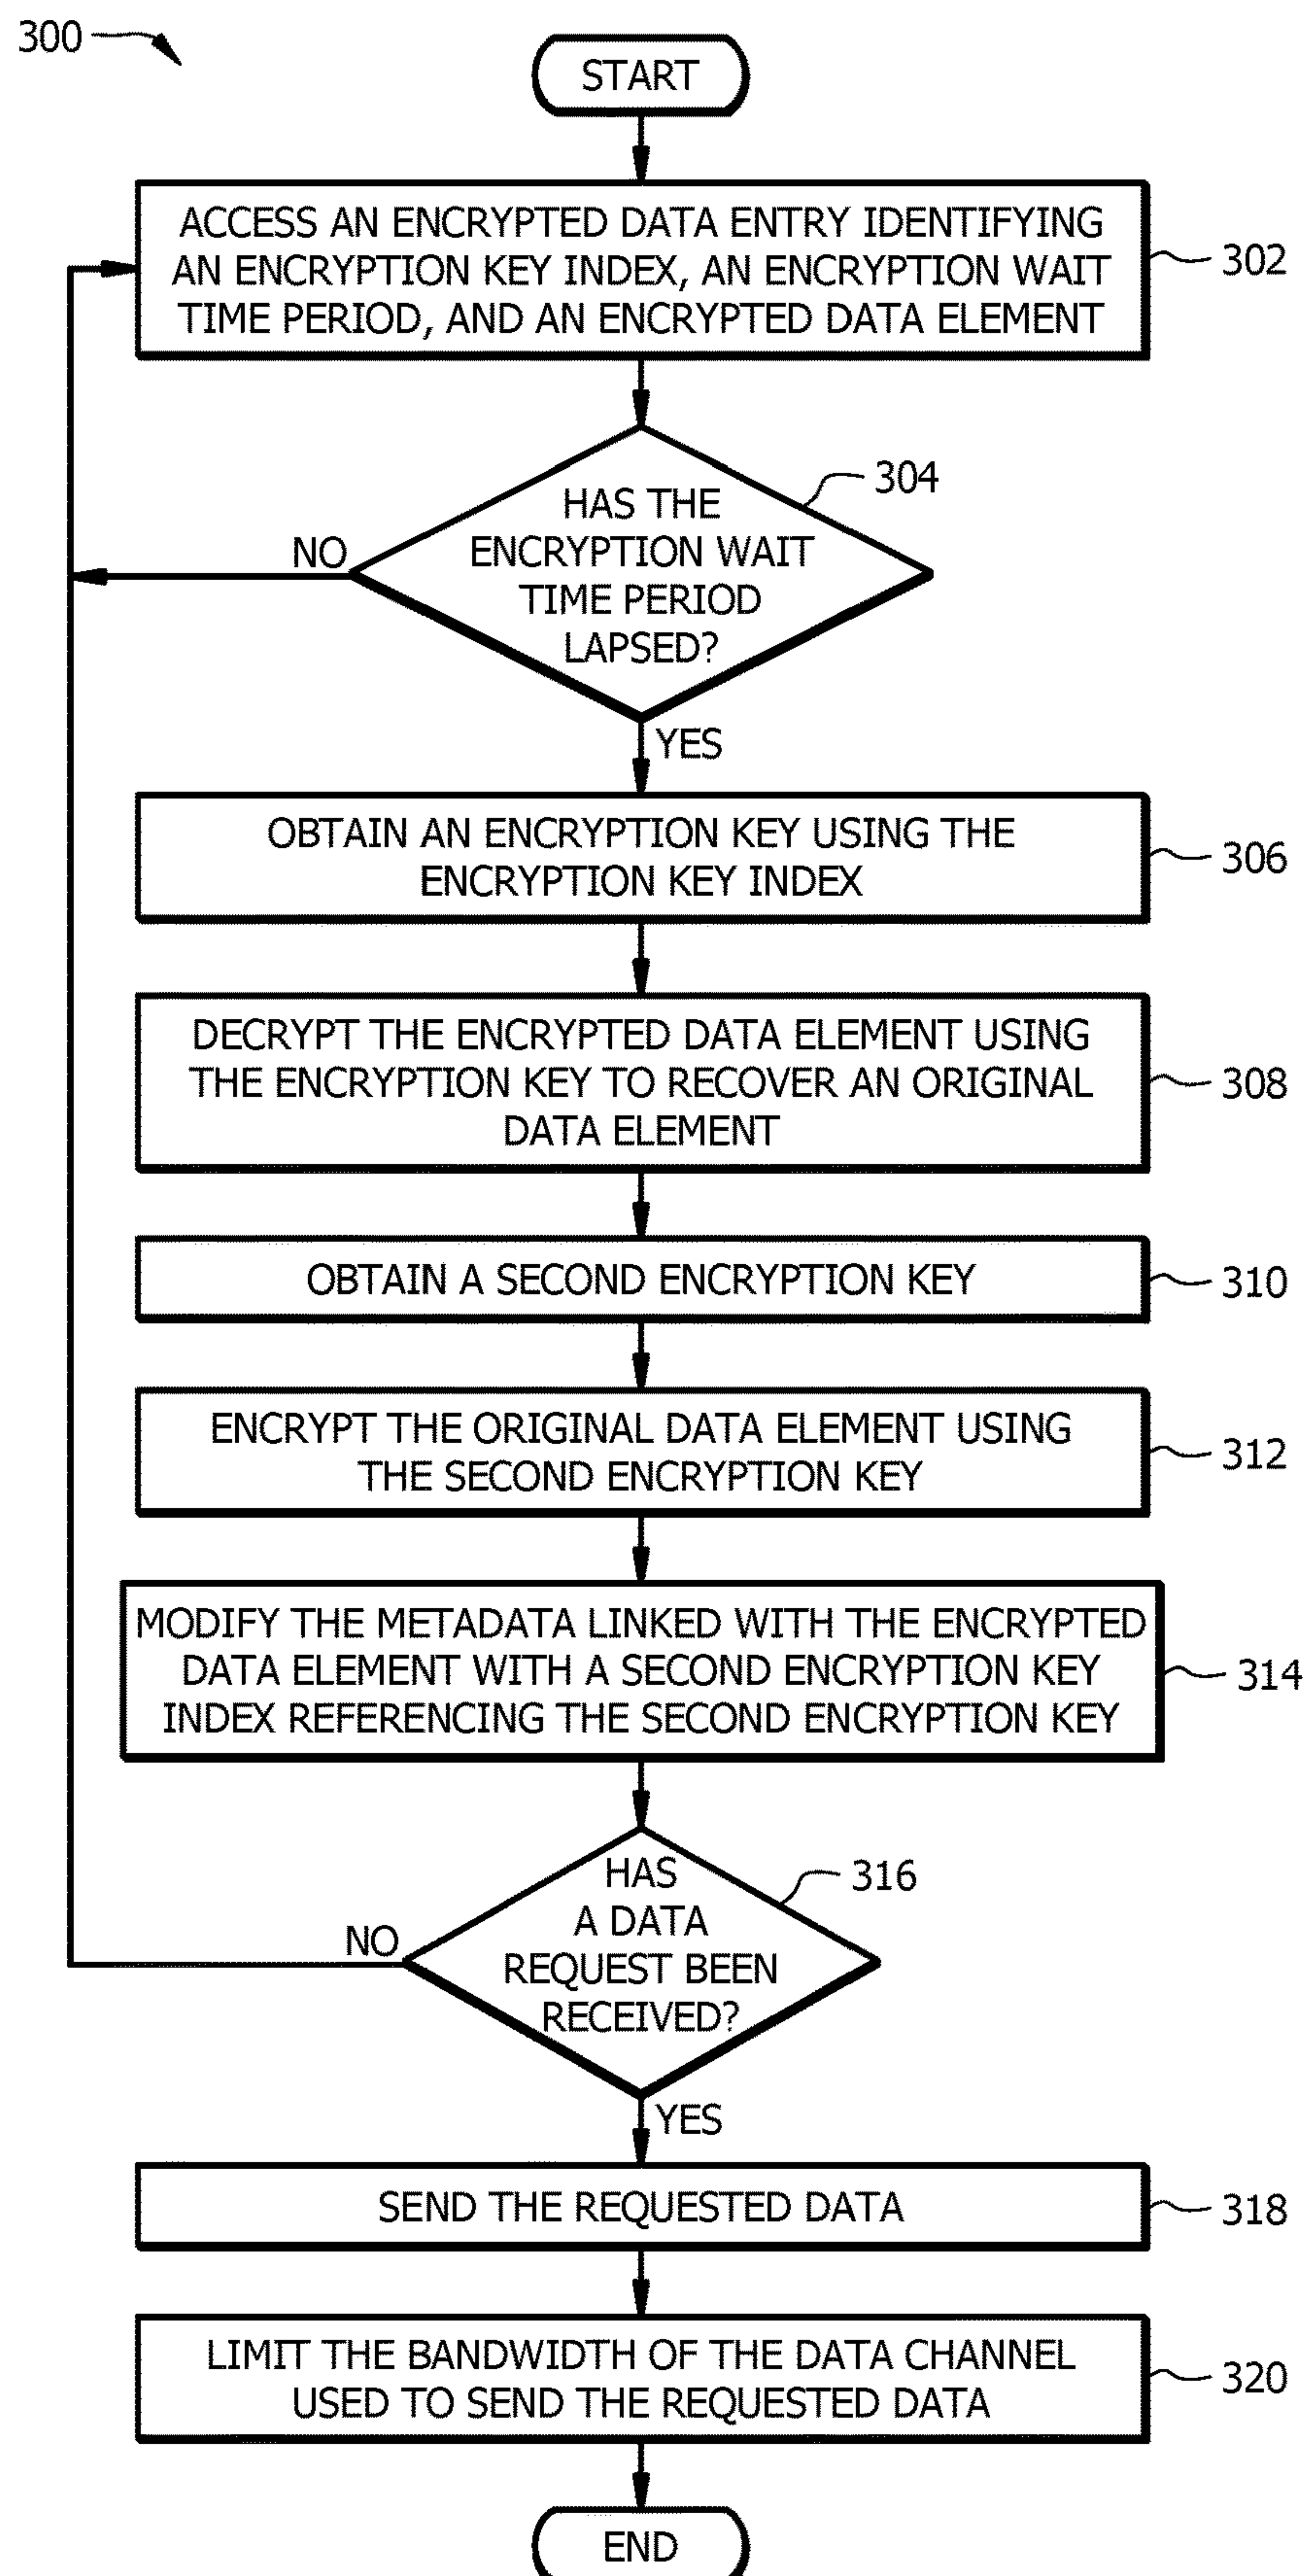 300
START
ACCESS AN ENCRYPTED DATA ENTRY IDENTIFYING
AN ENCRYPTION KEY INDEX, AN ENCRYPTION WAIT
TIME PERIOD, AND AN ENCRYPTED DATA ELEMENT
302
HAS THE
ENCRYPTION WAIT
TIME PERIOD
LAPSED?
304
NO
YES
OBTAIN AN ENCRYPTION KEY USING THE
ENCRYPTION KEY INDEX
306
DECRYPT THE ENCRYPTED DATA ELEMENT USING
THE ENCRYPTION KEY TO RECOVER AN ORIGINAL
DATA ELEMENT
308
OBTAIN A SECOND ENCRYPTION KEY
310
ENCRYPT THE ORIGINAL DATA ELEMENT USING
THE SECOND ENCRYPTION KEY
312
MODIFY THE METADATA LINKED WITH THE ENCRYPTED
DATA ELEMENT WITH A SECOND ENCRYPTION KEY
INDEX REFERENCING THE SECOND ENCRYPTION KEY
314
HAS
A DATA
REQUEST BEEN
RECEIVED?
316
NO
YES
SEND THE REQUESTED DATA
318
LIMIT THE BANDWIDTH OF THE DATA CHANNEL
USED TO SEND THE REQUESTED DATA
320
END